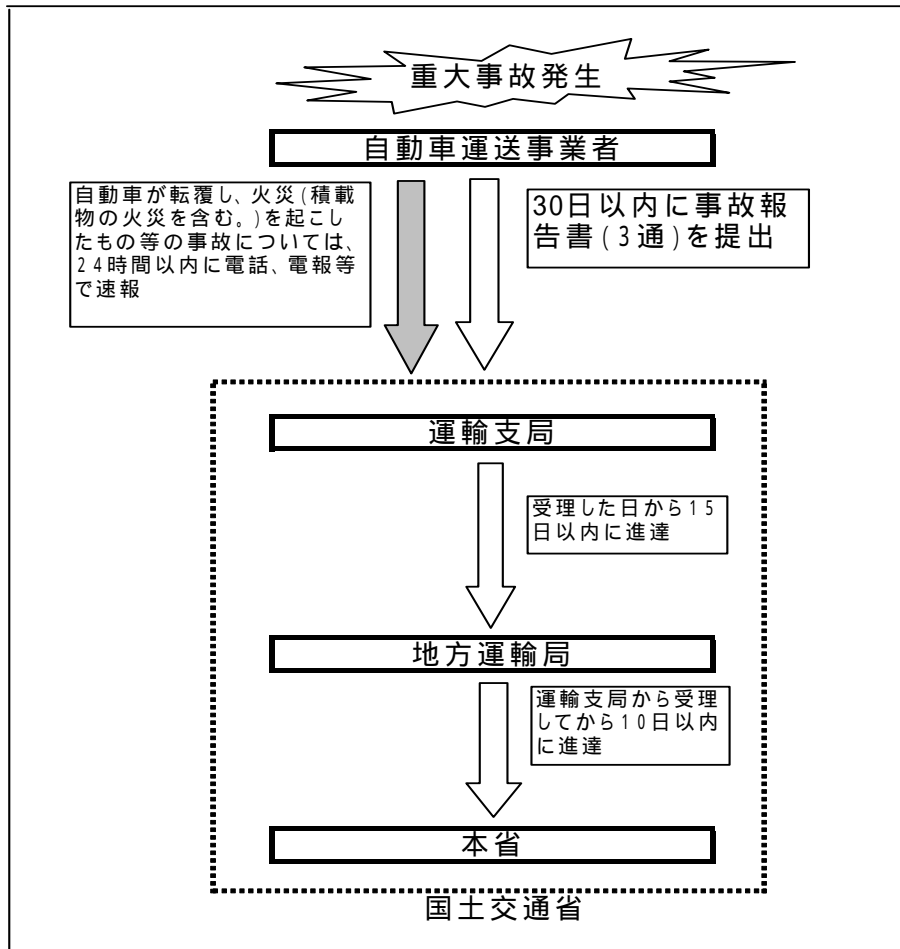 重大事故発生
自動車運送事業者
自動車が転覆し、火災(積載
物の火災を含む。)を起こし
たもの等の事故については、
24時間以内に電話、電報等
で速報
30日以内に事故報
告書(3通)を提出
運輸支局
受理した日から15
日以内に進達
地方運輸局
運輸支局から受理
してから10日以内
に進達
本省
国土交通省